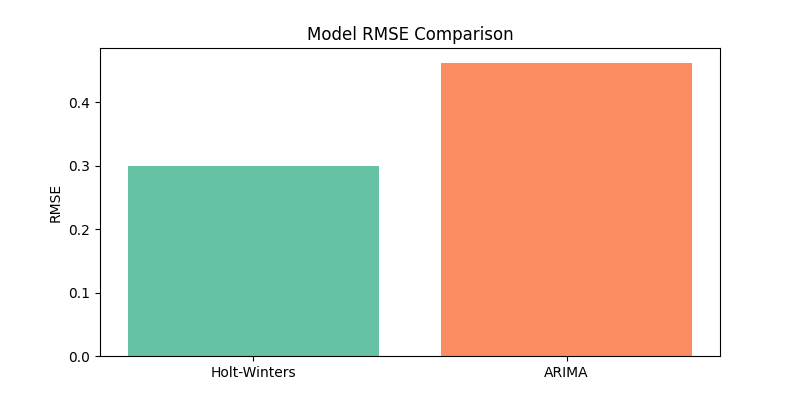 Model RMSE Comparison
RMSE
0.4
0.3
0.2
0.1
0.0
Holt-Winters
ARIMA